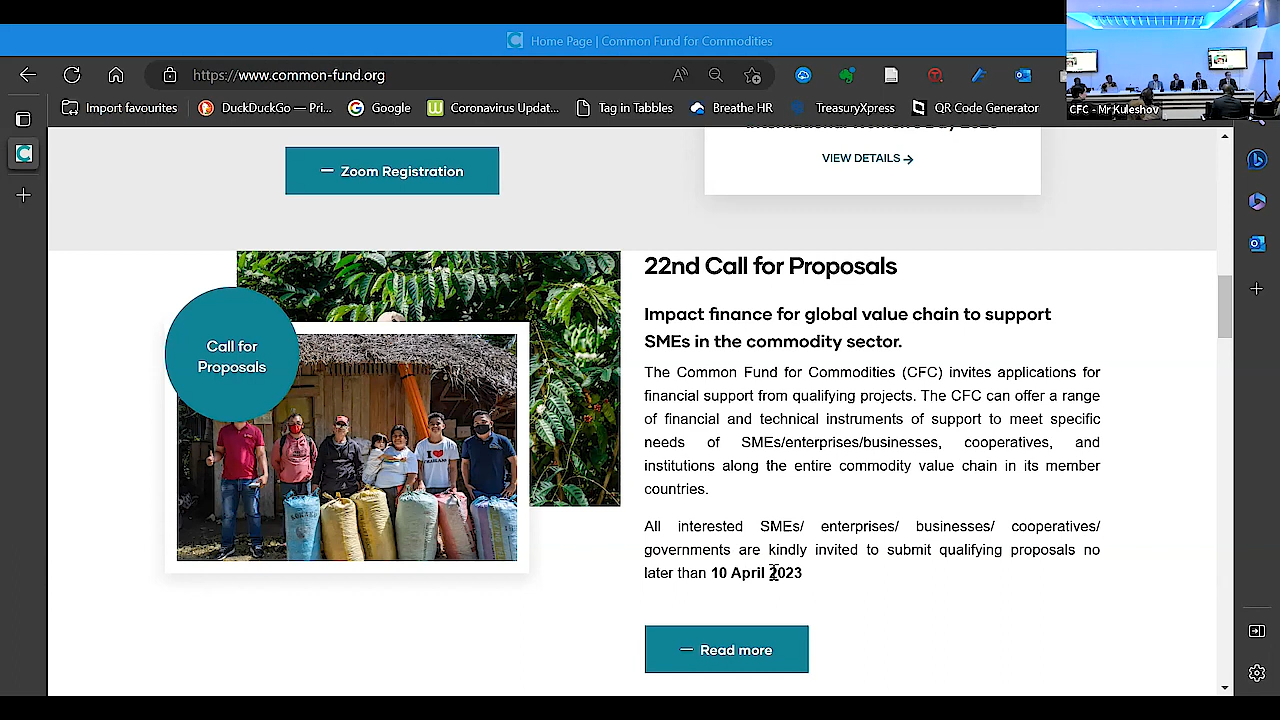 Home Page | Common Fund for Commodities
https://www.common-fund.org
Import favourites
DuckDuckGo — Pri...
Google
Coronavirus Updat...
Tag in Tabbles
Breathe HR
TreasuryXpress
QR Code Generator
CFC - Mr Kuleshov
Zoom Registration
VIEW DETAILS
Call for
Proposals
22nd Call for Proposals
Impact finance for global value chain to support
SMEs in the commodity sector.
The Common Fund for Commodities (CFC) invites applications for
financial support from qualifying projects. The CFC can offer a range
of financial and technical instruments of support to meet specific
needs of SMEs/enterprises/businesses, cooperatives, and
institutions along the entire commodity value chain in its member
countries.
All interested SMEs/ enterprises/ businesses/ cooperatives/
governments are kindly invited to submit qualifying proposals no
later than 10 April 2023
Read more